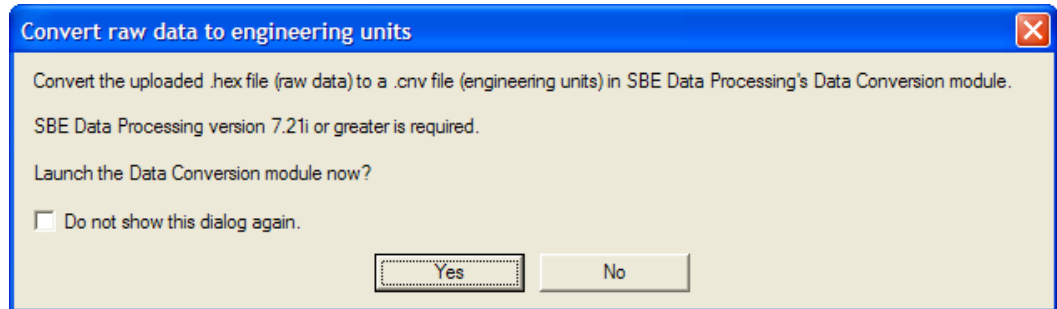 Convert raw data to engineering units
Convert the uploaded .hex file (raw data) to a .cnv file (engineering units) in SBE Data Processing's Data Conversion module.
SBE Data Processing version 7.21i or greater is required.
Launch the Data Conversion module now?
Do not show this dialog again.
Yes No